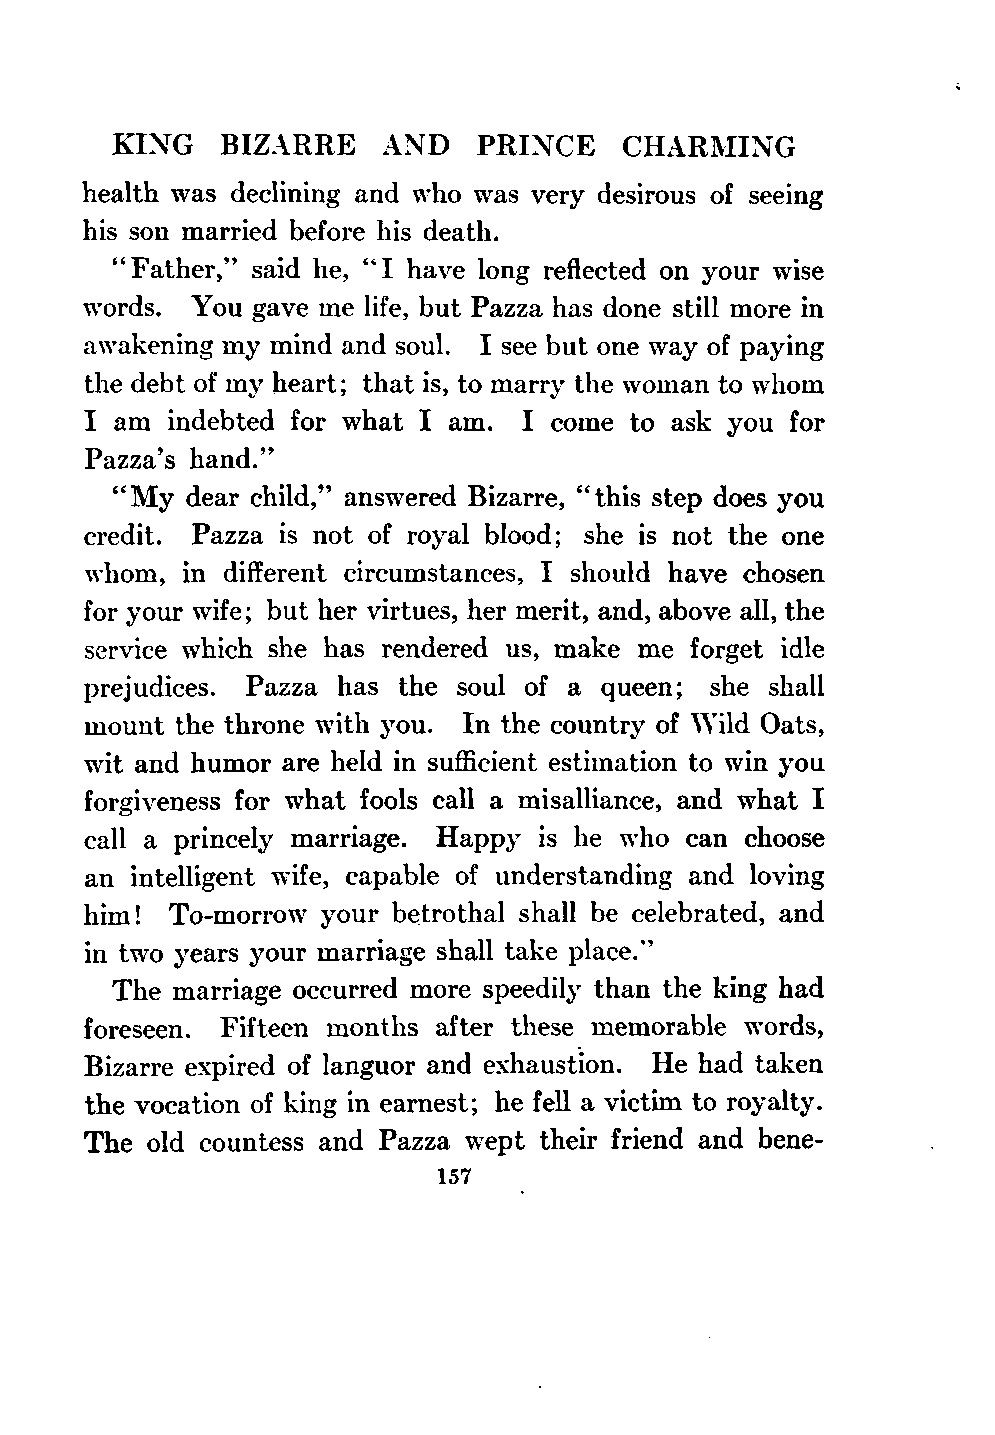 KING BIZARRE AND PRINCE CHARMING
health was declining and who was very desirous of seeing
his son married before his death.
"Father," said he, "I have long reflected on your wise
words. You gave me life, but Pazza has done still more in
awakening my mind and soul. I see but one way of paying
the debt of my heart; that is, to marry the woman to whom
I am indebted for what I am. I come to ask you for
Pazza's hand."
"My dear child," answered Bizarre, "this step does you
credit. Pazza is not of royal blood; she is not the one
whom, in different circumstances, I should have chosen
for your wife; but her virtues, her merit, and, above all, the
service which she has rendered us, make me forget idle
prejudices. Pazza has the soul of a queen; she shall
mount the throne with you. In the country of Wild Oats,
wit and humor are held in sufficient estimation to win you
forgiveness for what fools call a misalliance, and what I
call a princely marriage. Happy is he who can choose
an intelligent wife, capable of understanding and loving
him! To-morrow your betrothal shall be celebrated, and
in two years your marriage shall take place."
The marriage occurred more speedily than the king had
foreseen. Fifteen months after these memorable words,
Bizarre expired of languor and exhaustion. He had taken
the vocation of king in earnest; he fell a victim to royalty.
The old countess and Pazza wept their friend and bene-
157